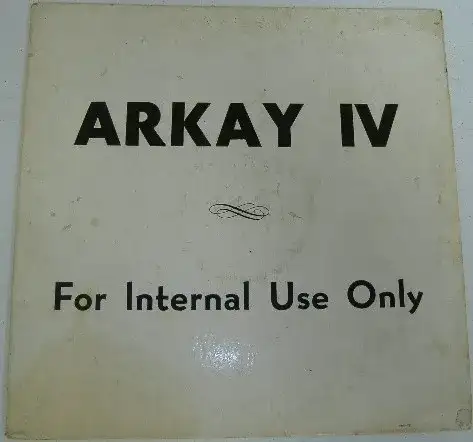 ARKAY IV
For Internal Use Only